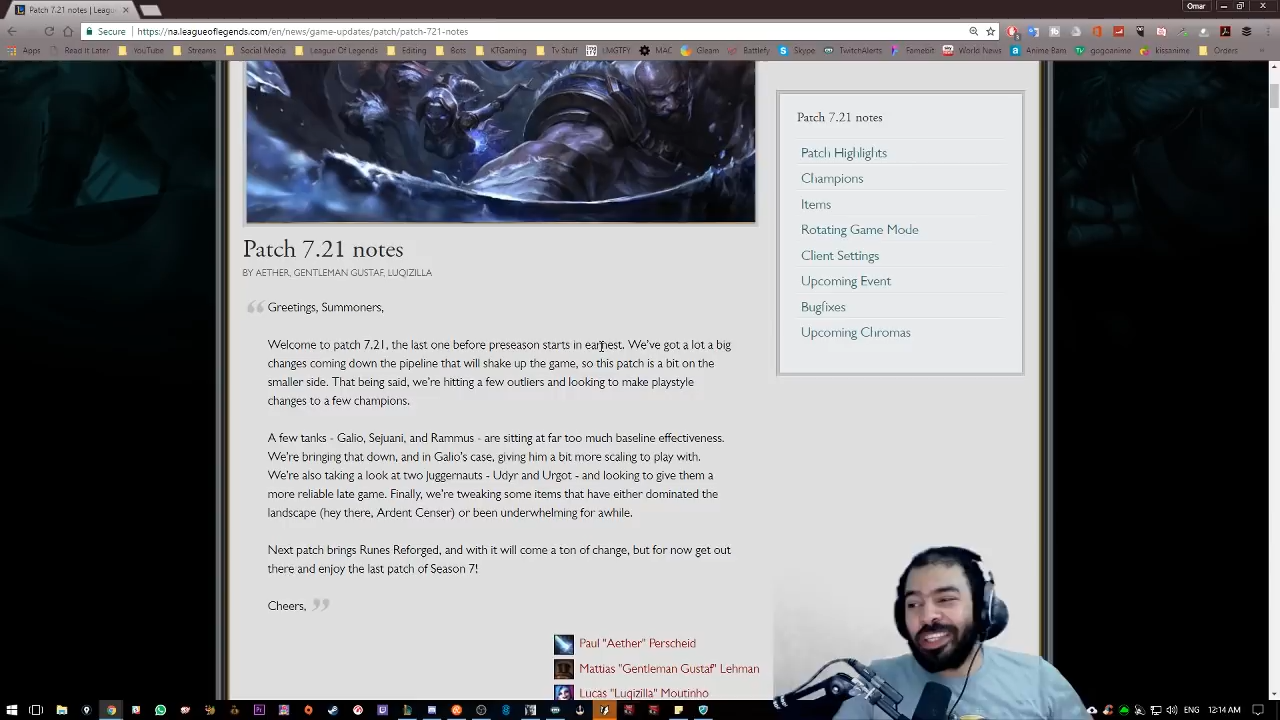 Patch 7.21 notes | Leagu
Omar
Secure | https://na.leagueoflegends.com/en/news/game-updates/patch/patch-721-notes
Apps Read it Later YouTube Streams Social Media League Of Legends Editing Bots KTGaming Tv Stuff LMGTFY MAC Gleam Battlefy Skype TwitchAlerts Famebit World News Anime Bam gogoanime kissanime Orders
Patch 7.21 notes
Patch Highlights
Champions
Items
Rotating Game Mode
Client Settings
Upcoming Event
Bugfixes
Upcoming Chromas
Patch 7.21 notes
BY AETHER, GENTLEMAN GUSTAF, LUQIZILLA
Greetings, Summoners,
Welcome to patch 7.21, the last one before preseason starts in earnest. We've got a lot a big
changes coming down the pipeline that will shake up the game, so this patch is a bit on the
smaller side. That being said, we're hitting a few outliers and looking to make playstyle
changes to a few champions.
A few tanks - Galio, Sejuani, and Rammus - are sitting at far too much baseline effectiveness.
We're bringing that down, and in Galio's case, giving him a bit more scaling to play with.
We're also taking a look at two juggernauts - Udyr and Urgot - and looking to give them a
more reliable late game. Finally, we're tweaking some items that have either dominated the
landscape (hey there, Ardent Censer) or been underwhelming for awhile.
Next patch brings Runes Reforged, and with it will come a ton of change, but for now get out
there and enjoy the last patch of Season 7!
Cheers,
Paul "Aether" Perscheid
Mattias "Gentleman Gustaf" Lehman
Lucas "Luqizilla" Moutinho
ENG 12:14 AM